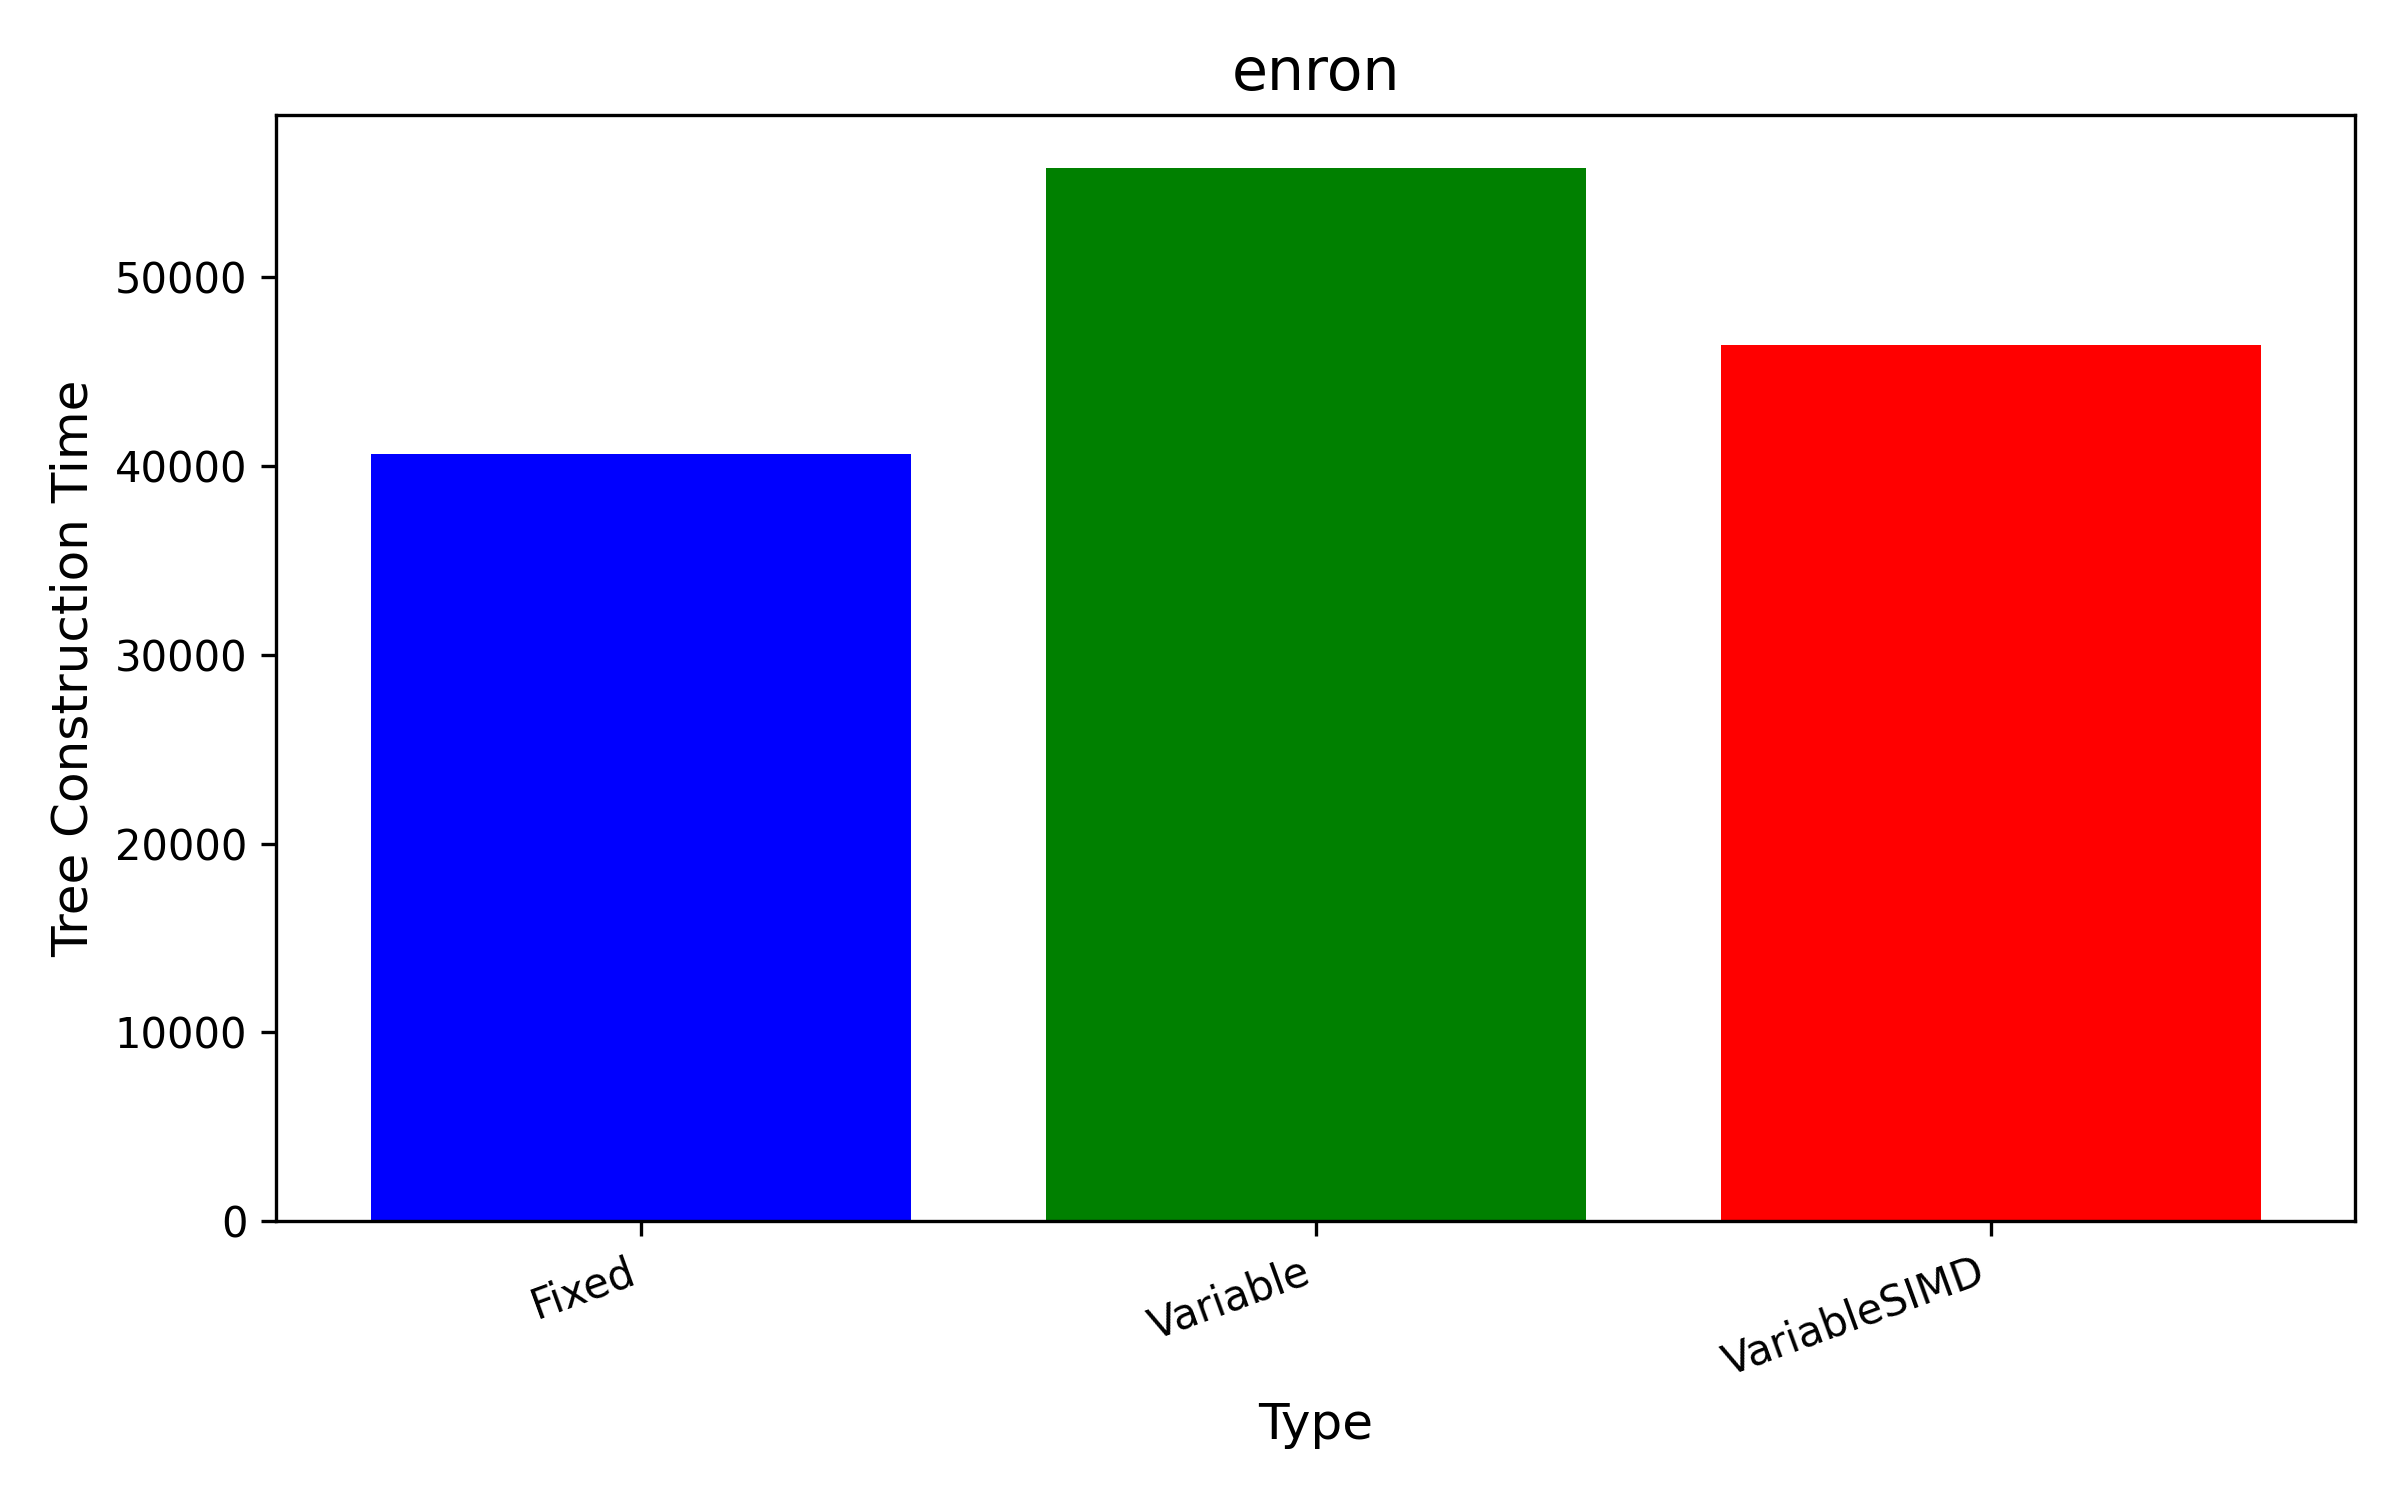 enron
Tree Construction Time
50000
40000
30000
20000
10000
0
Fixed
Variable
VariableSIMD
Type